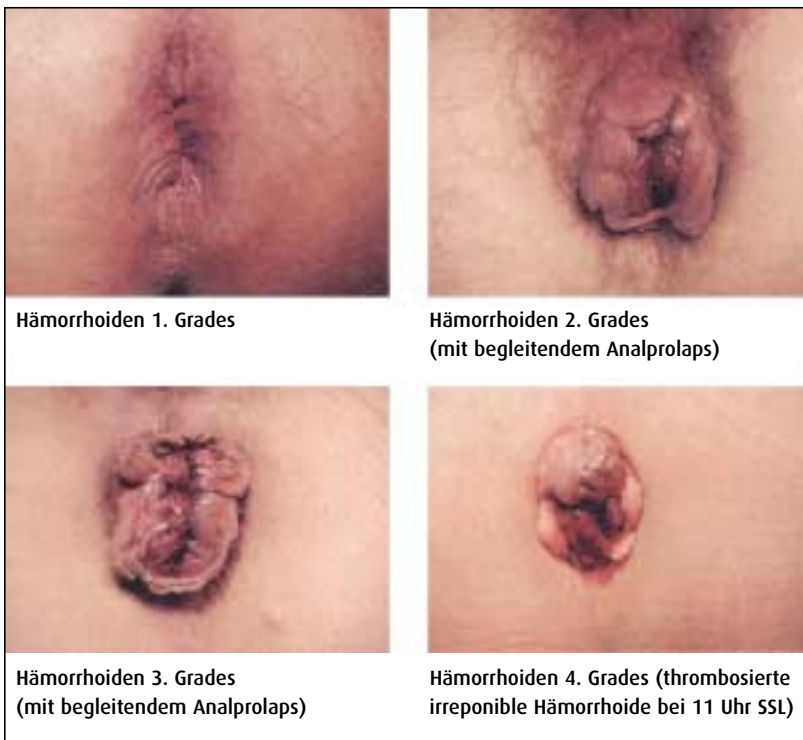 Hämorrhoiden 1. Grades
Hämorrhoiden 2. Grades
(mit begleitendem Analprolaps)
Hämorrhoiden 3. Grades
(mit begleitendem Analprolaps)
Hämorrhoiden 4. Grades (thrombosierte
irreponible Hämorrhoide bei 11 Uhr SSL)